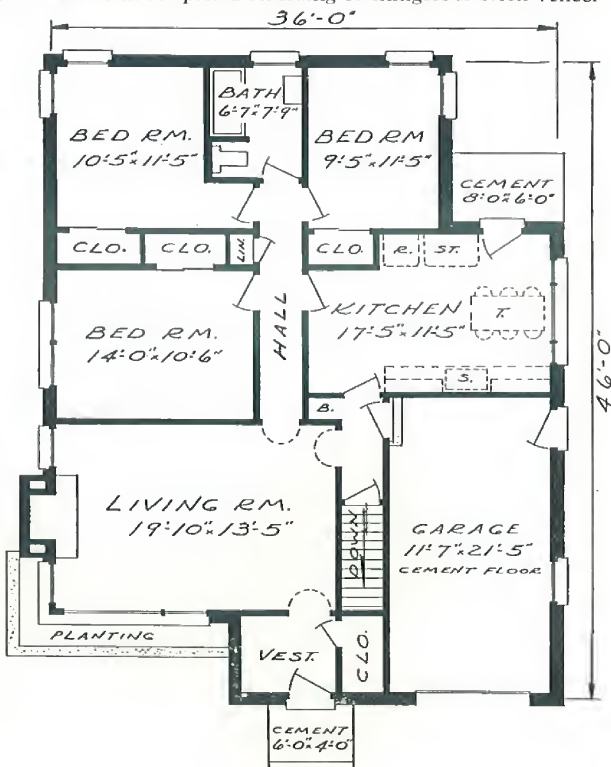 36'-0"
BATH
6'-7"x7'-9"
BED RM.
10'-5"x11'-5"
BED RM
9'-5"x11'-5"
CEMENT
8'-0"x6'-0"
CLO.
CLO.
LIN.
CLO.
R.
ST.
HALL
KITCHEN
17'-5"x11'-5"
T.
BED RM.
14'-0"x10'-6"
S.
46'-0"
B.
LIVING RM.
19'-10"x13'-5"
DOWN
GARAGE
11'-7"x21'-5"
CEMENT FLOOR
PLANTING
VEST.
CLO.
CEMENT
6'-0"x4'-0"